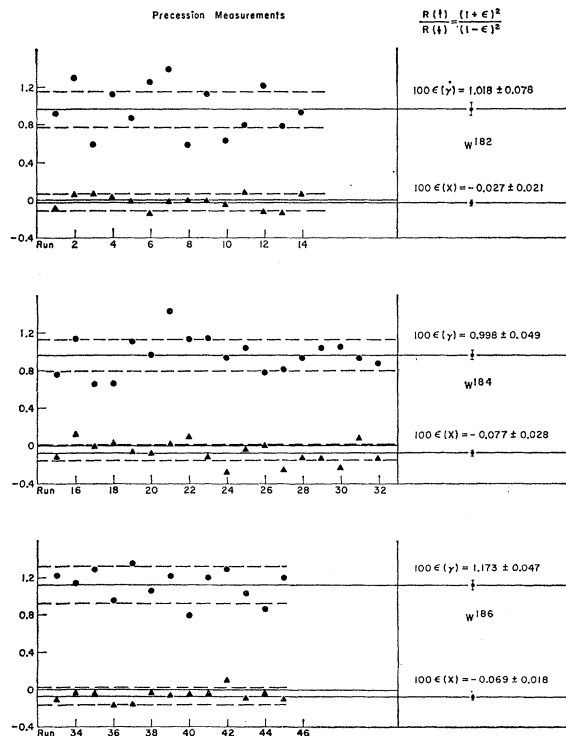 Precession Measurements
R(↑) / R(↓) = (1 + ϵ)² / (1 − ϵ)²
1.2
0.8
0.4
0
−0.4
100 ϵ(γ) = 1.018 ± 0.078
W182
100 ϵ(X) = −0.027 ± 0.021
Run 2 4 6 8 10 12 14
1.2
0.8
0.4
0
−0.4
100 ϵ(γ) = 0.998 ± 0.049
W184
100 ϵ(X) = −0.077 ± 0.028
Run 16 18 20 22 24 26 28 30 32
1.2
0.8
0.4
0
−0.4
100 ϵ(γ) = 1.173 ± 0.047
W186
100 ϵ(X) = −0.069 ± 0.018
Run 34 36 38 40 42 44 46